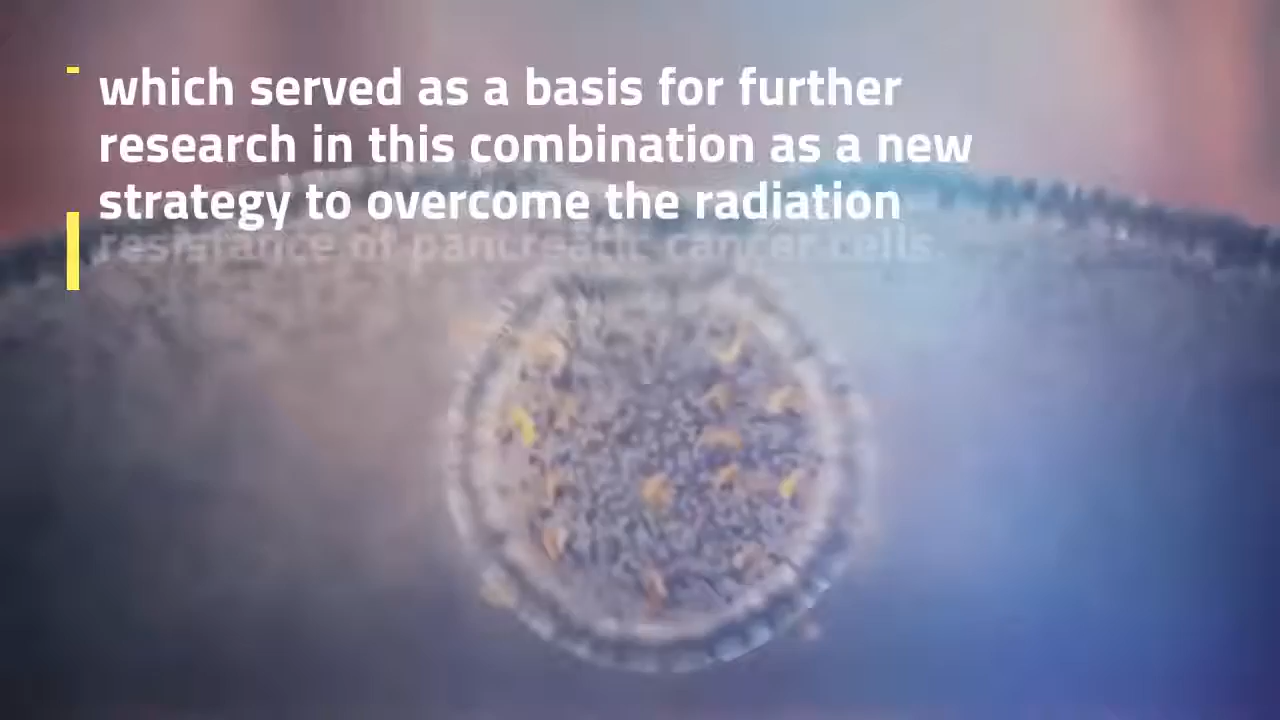 which served as a basis for further
research in this combination as a new
strategy to overcome the radiation
resistance of pancreatic cancer cells.